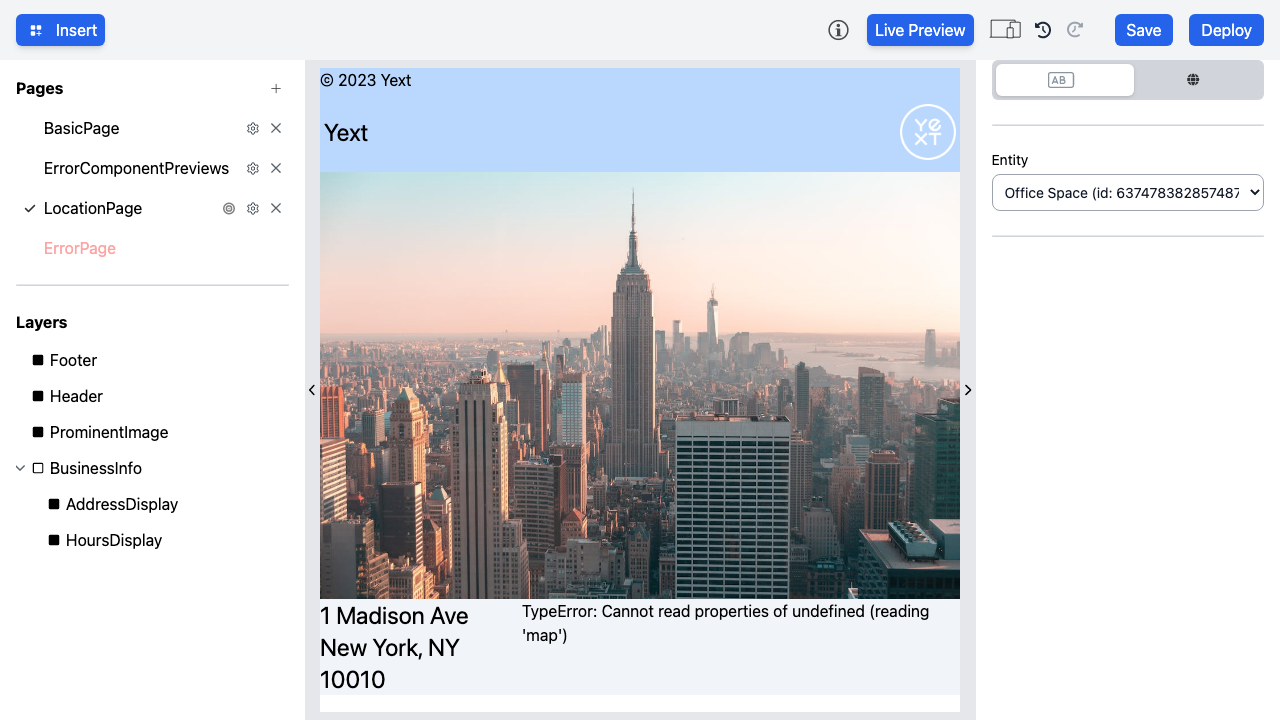 Insert
Live Preview
Save
Deploy
Pages
BasicPage
ErrorComponentPreviews
LocationPage
ErrorPage
Layers
Footer
Header
ProminentImage
BusinessInfo
AddressDisplay
HoursDisplay
© 2023 Yext
Yext
YEXT
1 Madison Ave
New York, NY
10010
TypeError: Cannot read properties of undefined (reading
'map')
AB
Entity
Office Space (id: 637478382857487